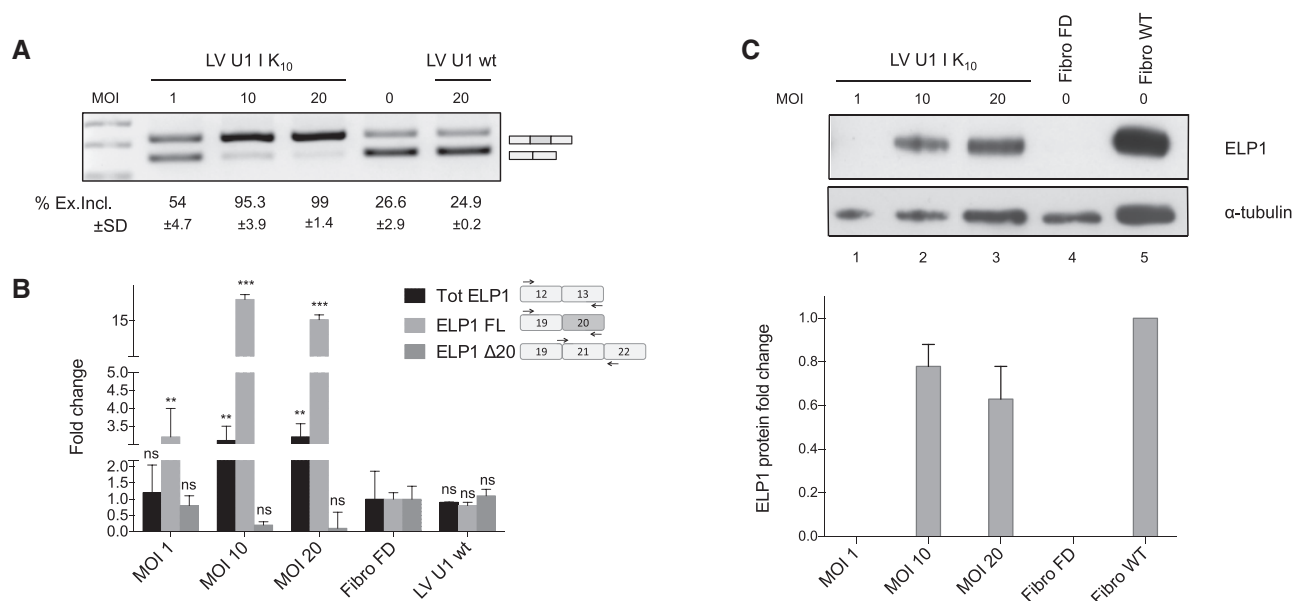 A
LV U1 I K10
LV U1 wt
MOI 1 10 20 0 20
% Ex.Incl. 54 95.3 99 26.6 24.9
±SD ±4.7 ±3.9 ±1.4 ±2.9 ±0.2
B
Fold change
15
5.0
4.5
4.0
3.5
2.0
1.5
1.0
0.5
0.0
ns ** ns
** *** ns
** *** ns
ns ns ns
MOI 1 MOI 10 MOI 20 Fibro FD LV U1 wt
Tot ELP1 12 13
ELP1 FL 19 20
ELP1 Δ20 19 21 22
C
LV U1 I K10 Fibro FD Fibro WT
MOI 1 10 20 0 0
ELP1
α-tubulin
1 2 3 4 5
ELP1 protein fold change
1.0
0.8
0.6
0.4
0.2
0.0
MOI 1 MOI 10 MOI 20 Fibro FD Fibro WT